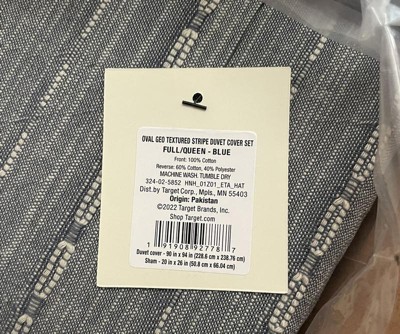 OVAL GEO TEXTURED STRIPE DUVET COVER SET
FULL/QUEEN - BLUE
Front: 100% Cotton
Reverse: 60% Cotton, 40% Polyester
MACHINE WASH. TUMBLE DRY
324-02-5852 HNH_01Z01_ETA_HAT
Dist.by Target Corp., Mpls., MN 55403
Origin: Pakistan
©2022 Target Brands, Inc.
Shop Target.com
1 91908 92778 7
Duvet cover - 90 in x 94 in (228.6 cm x 238.76 cm)
Sham - 20 in x 26 in (50.8 cm x 66.04 cm)